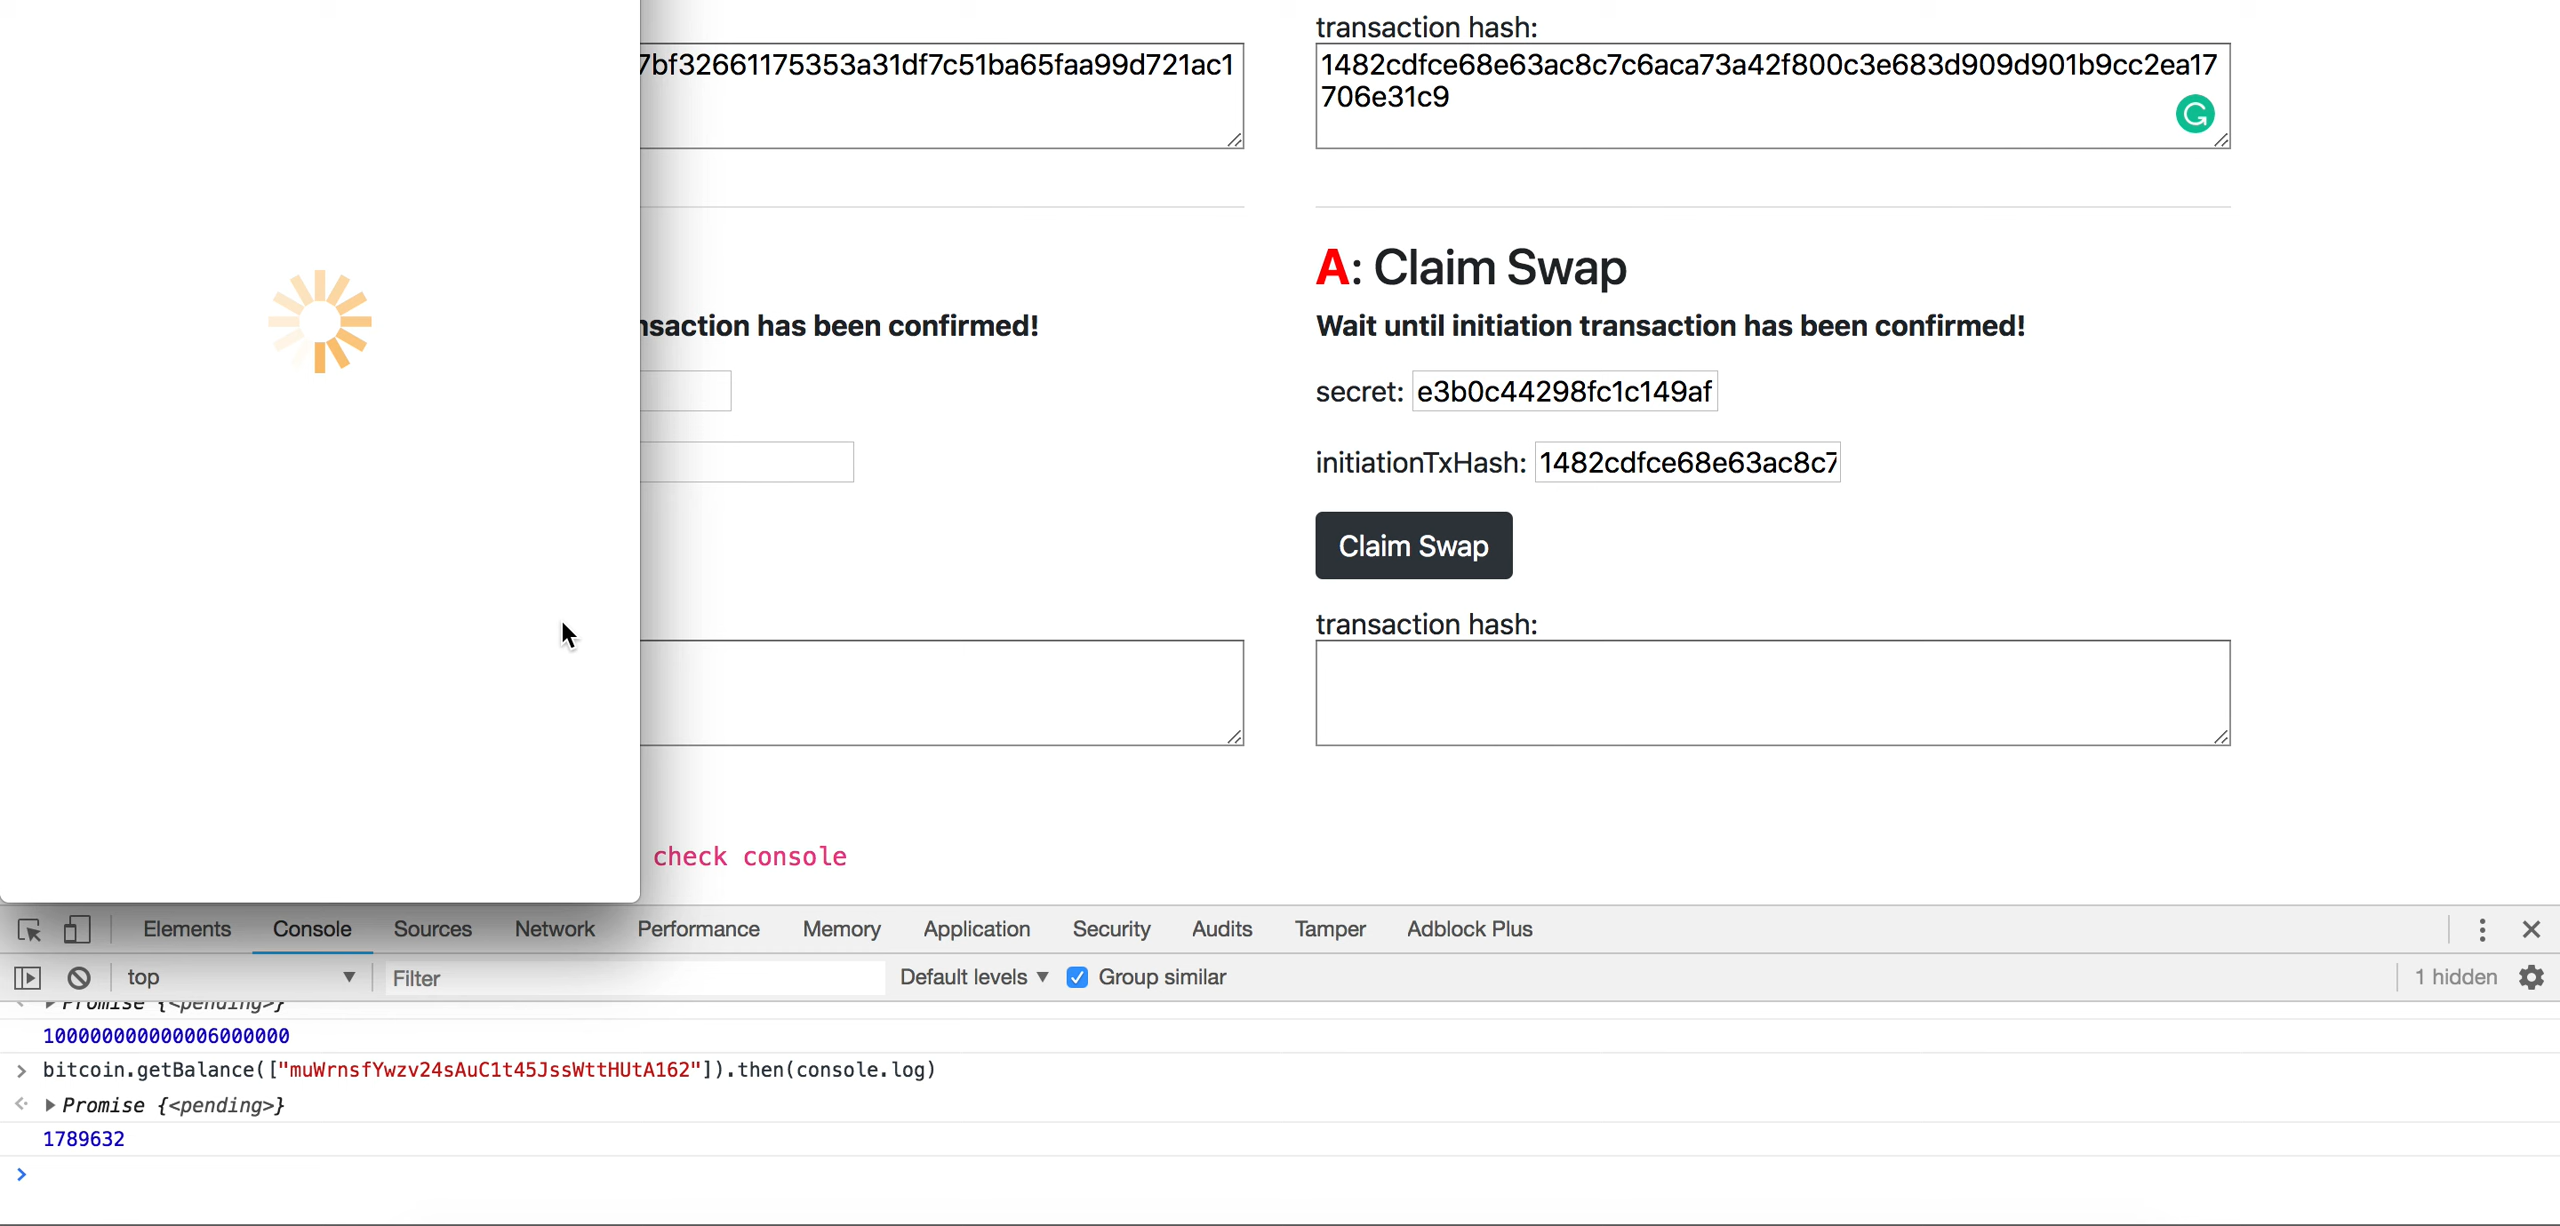 transaction hash:
7bf32661175353a31df7c51ba65faa99d721ac1
1482cdfce68e63ac8c7c6aca73a42f800c3e683d909d901b9cc2ea17
706e31c9
A: Claim Swap
nsaction has been confirmed!
Wait until initiation transaction has been confirmed!
secret: e3b0c44298fc1c149af
initiationTxHash: 1482cdfce68e63ac8c7
Claim Swap
transaction hash:
check console
Elements Console Sources Network Performance Memory Application Security Audits Tamper Adblock Plus
top Filter Default levels Group similar 1 hidden
Promise {<pending>}
100000000000006000000
bitcoin.getBalance(["muWrnsfYwzv24sAuC1t45JssWttHUtA162"]).then(console.log)
Promise {<pending>}
1789632